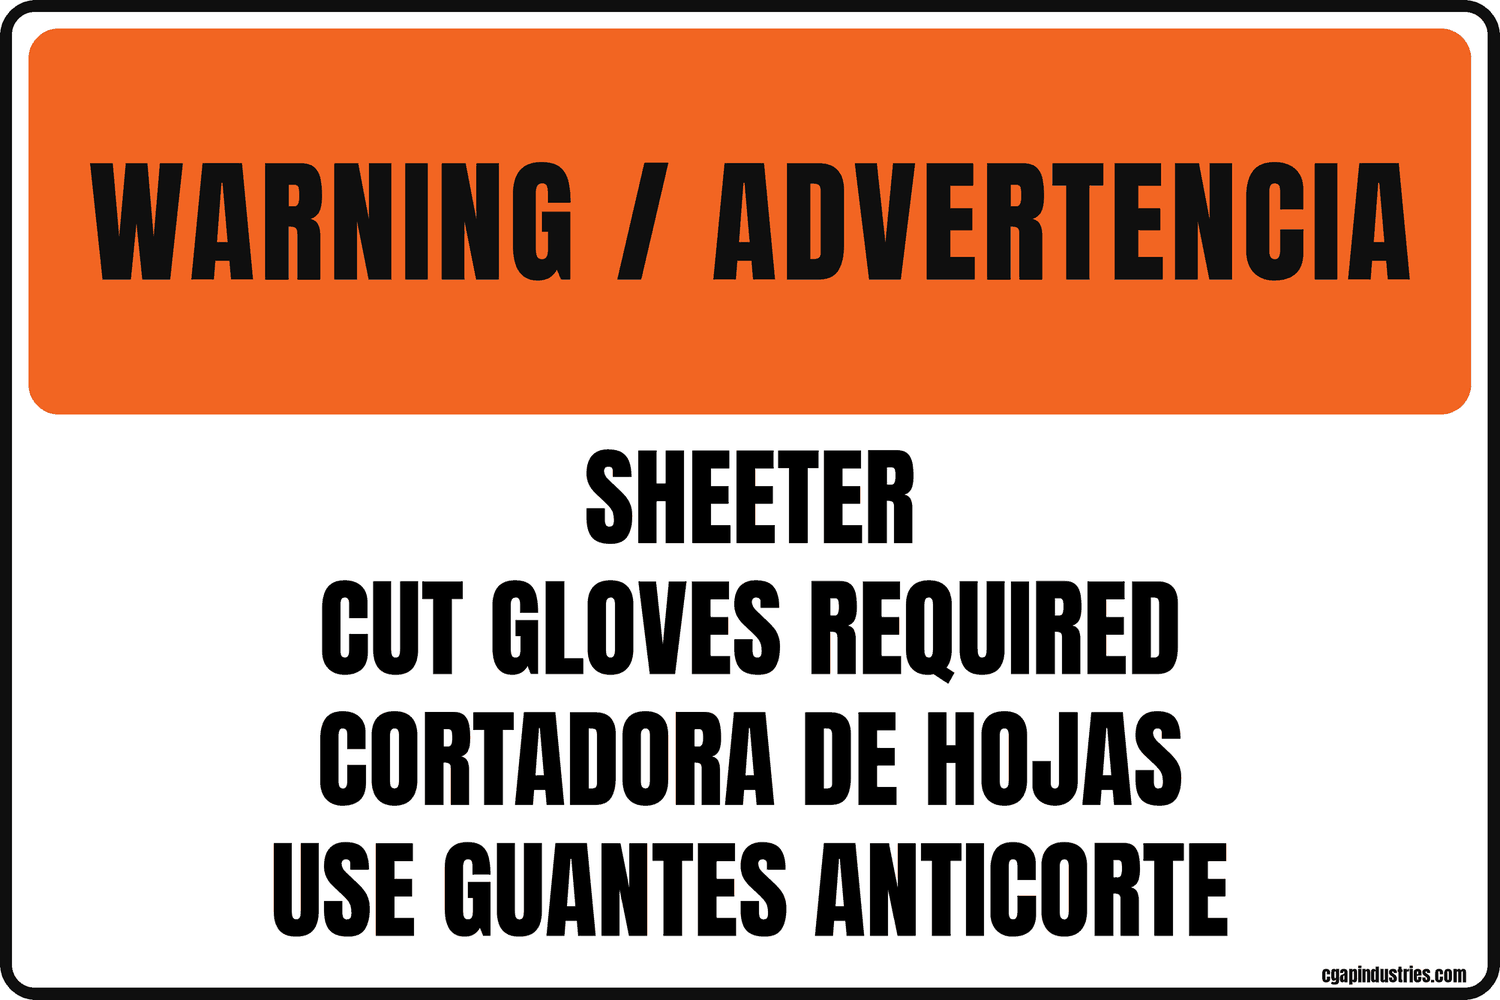 WARNING / ADVERTENCIA
SHEETER
CUT GLOVES REQUIRED
CORTADORA DE HOJAS
USE GUANTES ANTICORTE
cgapindustries.com